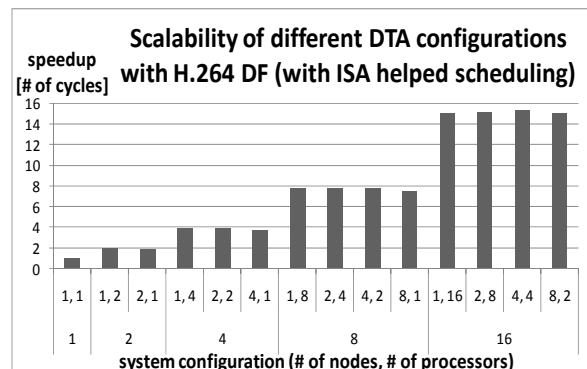 Scalability of different DTA configurations
with H.264 DF (with ISA helped scheduling)
speedup
[# of cycles]
16
14
12
10
8
6
4
2
0
1, 1 1, 2 2, 1 1, 4 2, 2 4, 1 1, 8 2, 4 4, 2 8, 1 1, 16 2, 8 4, 4 8, 2
1 2 4 8 16
system configuration (# of nodes, # of processors)